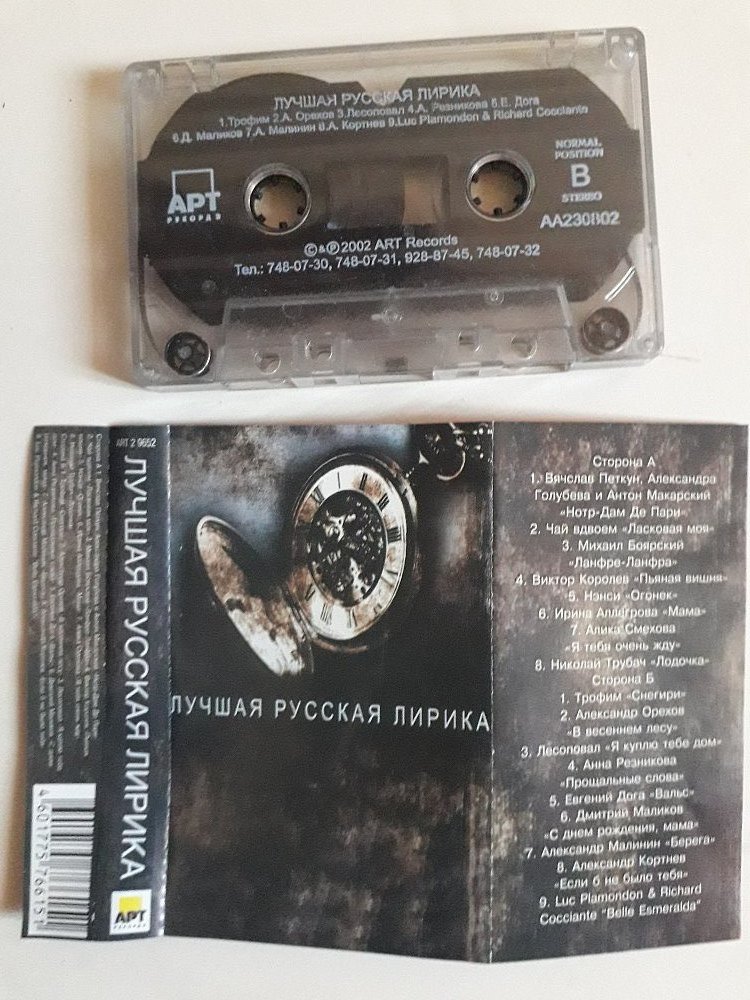 ЛУЧШАЯ РУССКАЯ ЛИРИКА
1.Трофим 2.А. Орехов 3.Лесоповал 4.А. Резникова 5.Е. Дога
6.Д. Маликов 7.А. Малинин 8.А. Кортнев 9.Luc Plamondon & Richard Cocciante
NORMAL
POSITION
B
STEREO
АРТ
РЕКОРДЗ
AA230802
©&℗2002 ART Records
Тел.: 748-07-30, 748-07-31, 928-87-45, 748-07-32
ART 2 9652
ЛУЧШАЯ РУССКАЯ ЛИРИКА
АРТ
4601775766151
ЛУЧШАЯ РУССКАЯ ЛИРИКА
Сторона А
1. Вячслав Петкун, Александра
Голубева и Антон Макарский
«Нотр-Дам Де Пари»
2. Чай вдвоем «Ласковая моя»
3. Михаил Боярский
«Ланфре-Ланфра»
4. Виктор Королев «Пьяная вишня»
5. Нэнси «Огонек»
6. Ирина Аллегрова «Мама»
7. Алика Смехова
«Я тебя очень жду»
8. Николай Трубач «Лодочка»
Сторона Б
1. Трофим «Снегири»
2. Александр Орехов
«В весеннем лесу»
3. Лесоповал «Я куплю тебе дом»
4. Анна Резникова
«Прощальные слова»
5. Евгений Дога «Вальс»
6. Дмитрий Маликов
«С днем рождения, мама»
7. Александр Малинин «Берега»
8. Александр Кортнев
«Если б не было тебя»
9. Luc Plamondon & Richard
Cocciante "Belle Esmeralda"